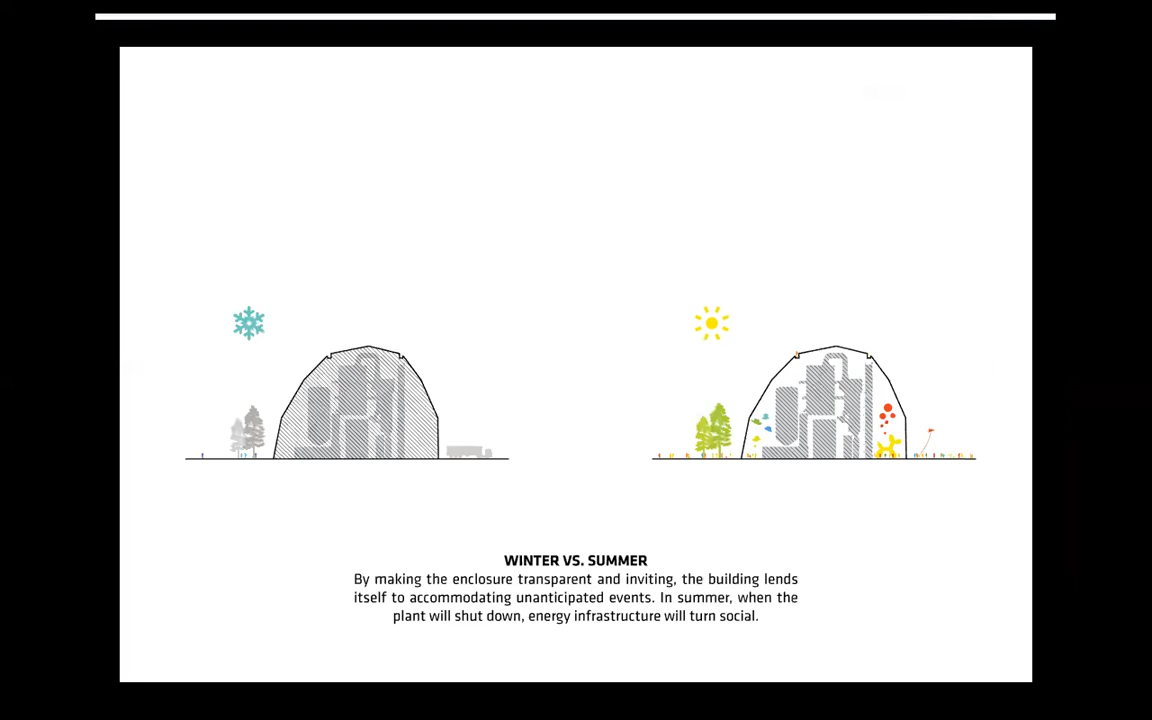 WINTER VS. SUMMER
By making the enclosure transparent and inviting, the building lends
itself to accommodating unanticipated events. In summer, when the
plant will shut down, energy infrastructure will turn social.